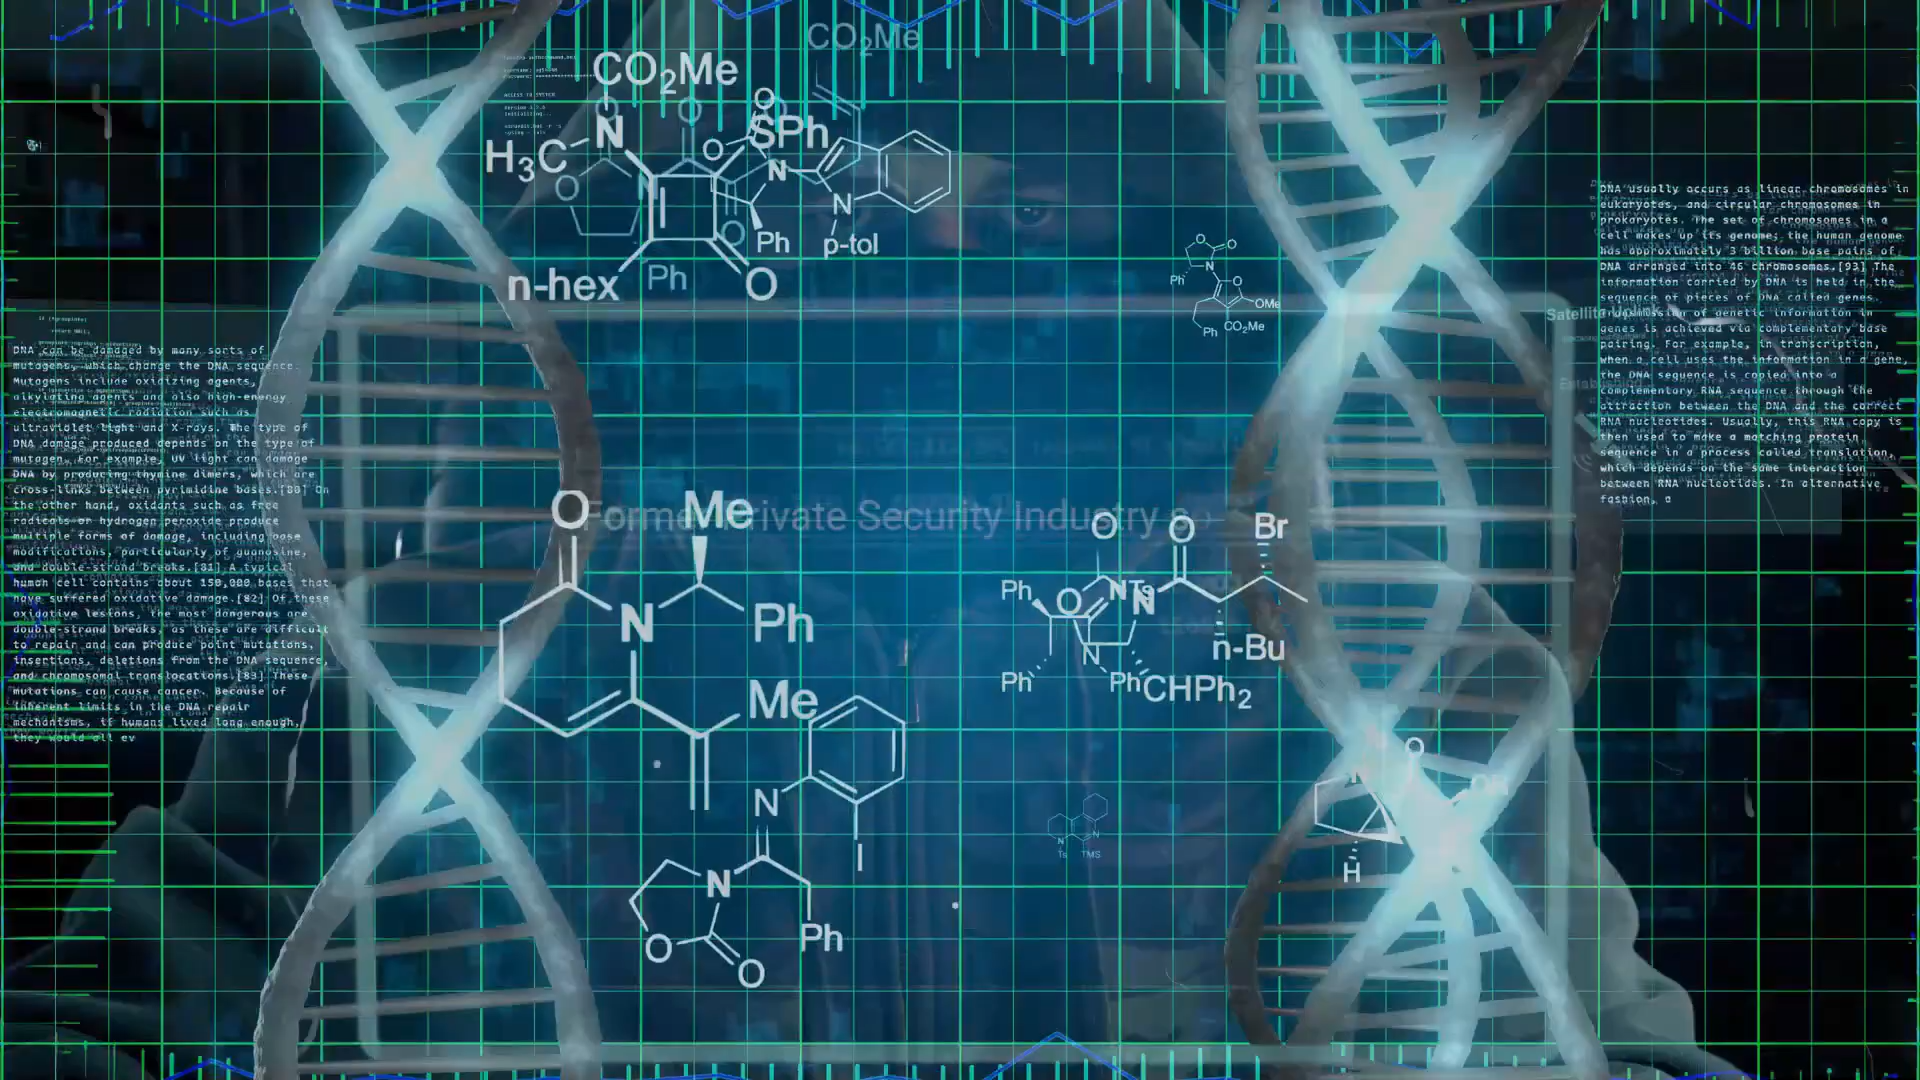 CO₂Me
CO₂Me
N
SPh
H₃C
O
O
O
O
N
N
Ph
p-tol
O
n-hex
Ph
O
O
O
N
O
Ph
OMe
COOMe
Ph
DNA usually occurs as linear chromosomes in
eukaryotes, and circular chromosomes in
prokaryotes. The set of chromosomes in a
cell makes up its genome; the human genome
has approximately 3 billion base pairs of
DNA arranged into 46 chromosomes.[93] The
information carried by DNA is held in the
sequence of pieces of DNA called genes.
Transmission of genetic information in
genes is achieved via complementary base
pairing. For example, in transcription,
when a cell uses the information in a gene,
the DNA sequence is copied into a
complementary RNA sequence through the
attraction between the DNA and the correct
RNA nucleotides. Usually, this RNA copy is
then used to make a matching protein
sequence in a process called translation,
which depends on the same interaction
between RNA nucleotides. In alternative
fashion, a
Satellite
Establishing
DNA can be damaged by many sorts of
mutagens, which change the DNA sequence.
Mutagens include oxidizing agents,
alkylating agents and also high-energy
electromagnetic radiation such as
ultraviolet light and X-rays. The type of
DNA damage produced depends on the type of
mutagen. For example, UV light can damage
DNA by producing thymine dimers, which are
cross-links between pyrimidine bases.[80] On
the other hand, oxidants such as free
radicals or hydrogen peroxide produce
multiple forms of damage, including base
modifications, particularly of guanosine,
and double-strand breaks.[81] A typical
human cell contains about 150,000 bases that
have suffered oxidative damage.[82] Of these
oxidative lesions, the most dangerous are
double-strand breaks, as these are difficult
to repair and can produce point mutations,
insertions, deletions from the DNA sequence,
and chromosomal translocations.[83] These
mutations can cause cancer. Because of
inherent limits in the DNA repair
mechanisms, if humans lived long enough,
they would all ev
Private Security Industry
O
Me
N
Ph
Me
N
I
N
O
O
Ph
O
O
Br
Ph
O
NTs
N
n-Bu
N
Ph
Ph
CHPh₂
N
Ts
N
TMS
O
H